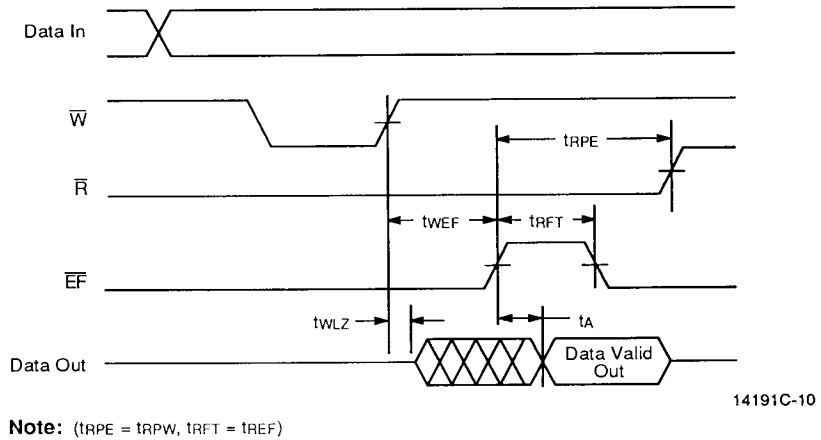 Data In
W
tRPE
R
tWEF
tRFT
EF
tWLZ
tA
Data Out
Data Valid
Out
14191C-10
Note: (tRPE = tRPW, tRFT = tREF)